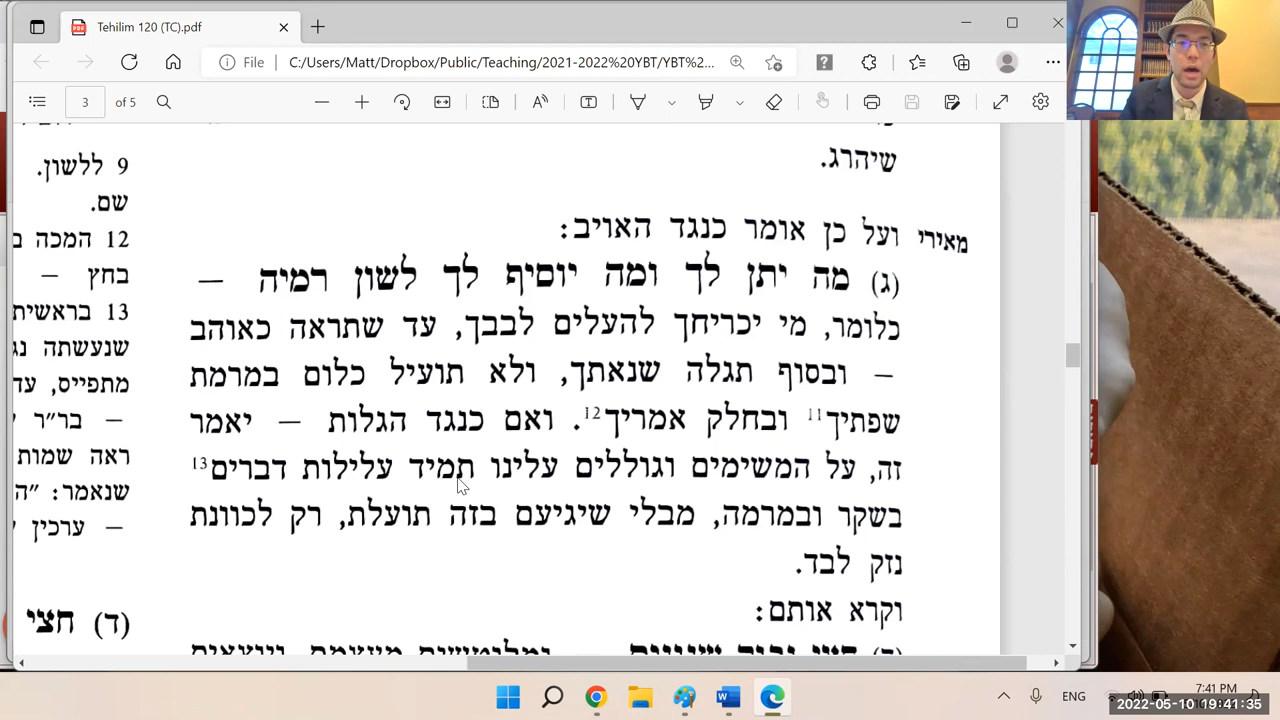 Tehilim 120 (TC).pdf
File
C:/Users/Matt/Dropbox/Public/Teaching/2021-2022%20YBT/YBT%2...
3 of 5
שיהרג.
מאירי ועל כן אומר כנגד האויב:
(ג) מה יתן לך ומה יוסיף לך לשון רמיה –
כלומר, מי יכריחך להעלים לבבך, עד שתראה כאוהב
– ובסוף תגלה שנאתך, ולא תועיל כלום במרמת
שפתיך11 ובחלק אמריך12. ואם כנגד הגלות – יאמר
זה, על המשימים וגוללים עלינו תמיד עלילות דברים13
בשקר ובמרמה, מבלי שיגיעם בזה תועלת, רק לכוונת
נזק לבד.
וקרא אותם:
9 ללשון.
שם.
12 המכה
בחץ –
13 בראשית
שנעשתה
מתפייס, עד
– בר״ר
ראה שמות
שנאמר: ״ה
– ערכין
(ד) חצי
ENG
7:41 PM
2022-05-10 19:41:35